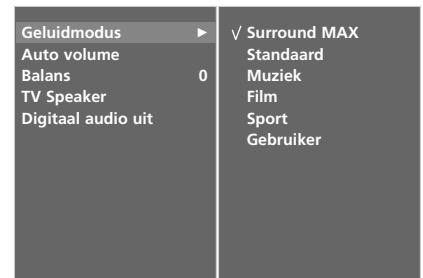 Geluidmodus ►
Auto volume
Balans 0
TV Speaker
Digitaal audio uit
√ Surround MAX
Standaard
Muziek
Film
Sport
Gebruiker